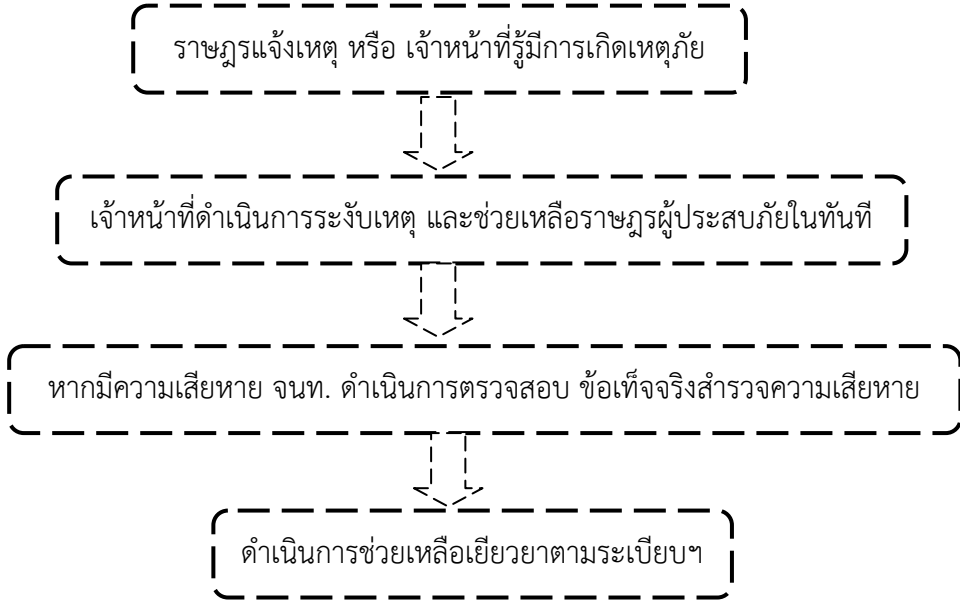 ราษฎรแจ้งเหตุ หรือ เจ้าหน้าที่รู้มีการเกิดเหตุภัย
เจ้าหน้าที่ดำเนินการระงับเหตุ และช่วยเหลือราษฎรผู้ประสบภัยในทันที
หากมีความเสียหาย จนท. ดำเนินการตรวจสอบ ข้อเท็จจริงสำรวจความเสียหาย
ดำเนินการช่วยเหลือเยียวยาตามระเบียบฯ